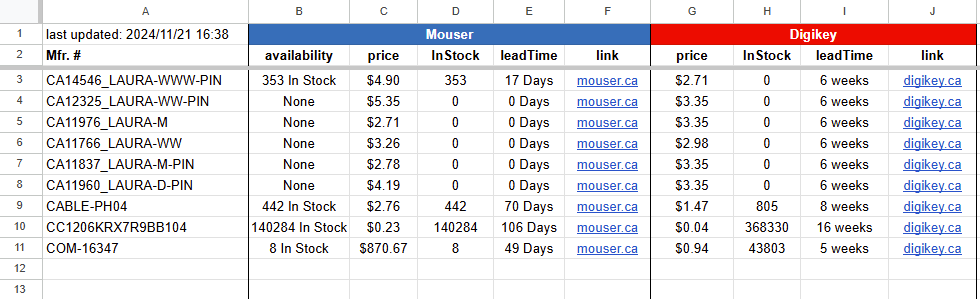 A B C D E F G H I J
1 last updated: 2024/11/21 16:38 Mouser Digikey
2 Mfr. # availability price InStock leadTime link price InStock leadTime link
3 CA14546_LAURA-WWW-PIN 353 In Stock $4.90 353 17 Days mouser.ca $2.71 0 6 weeks digikey.ca
4 CA12325_LAURA-WW-PIN None $5.35 0 0 Days mouser.ca $3.35 0 6 weeks digikey.ca
5 CA11976_LAURA-M None $2.71 0 0 Days mouser.ca $3.35 0 6 weeks digikey.ca
6 CA11766_LAURA-WW None $3.26 0 0 Days mouser.ca $2.98 0 6 weeks digikey.ca
7 CA11837_LAURA-M-PIN None $2.78 0 0 Days mouser.ca $3.35 0 6 weeks digikey.ca
8 CA11960_LAURA-D-PIN None $4.19 0 0 Days mouser.ca $3.35 0 6 weeks digikey.ca
9 CABLE-PH04 442 In Stock $2.76 442 70 Days mouser.ca $1.47 805 8 weeks digikey.ca
10 CC1206KRX7R9BB104 140284 In Stock $0.23 140284 106 Days mouser.ca $0.04 368330 16 weeks digikey.ca
11 COM-16347 8 In Stock $870.67 8 49 Days mouser.ca $0.94 43803 5 weeks digikey.ca
12
13